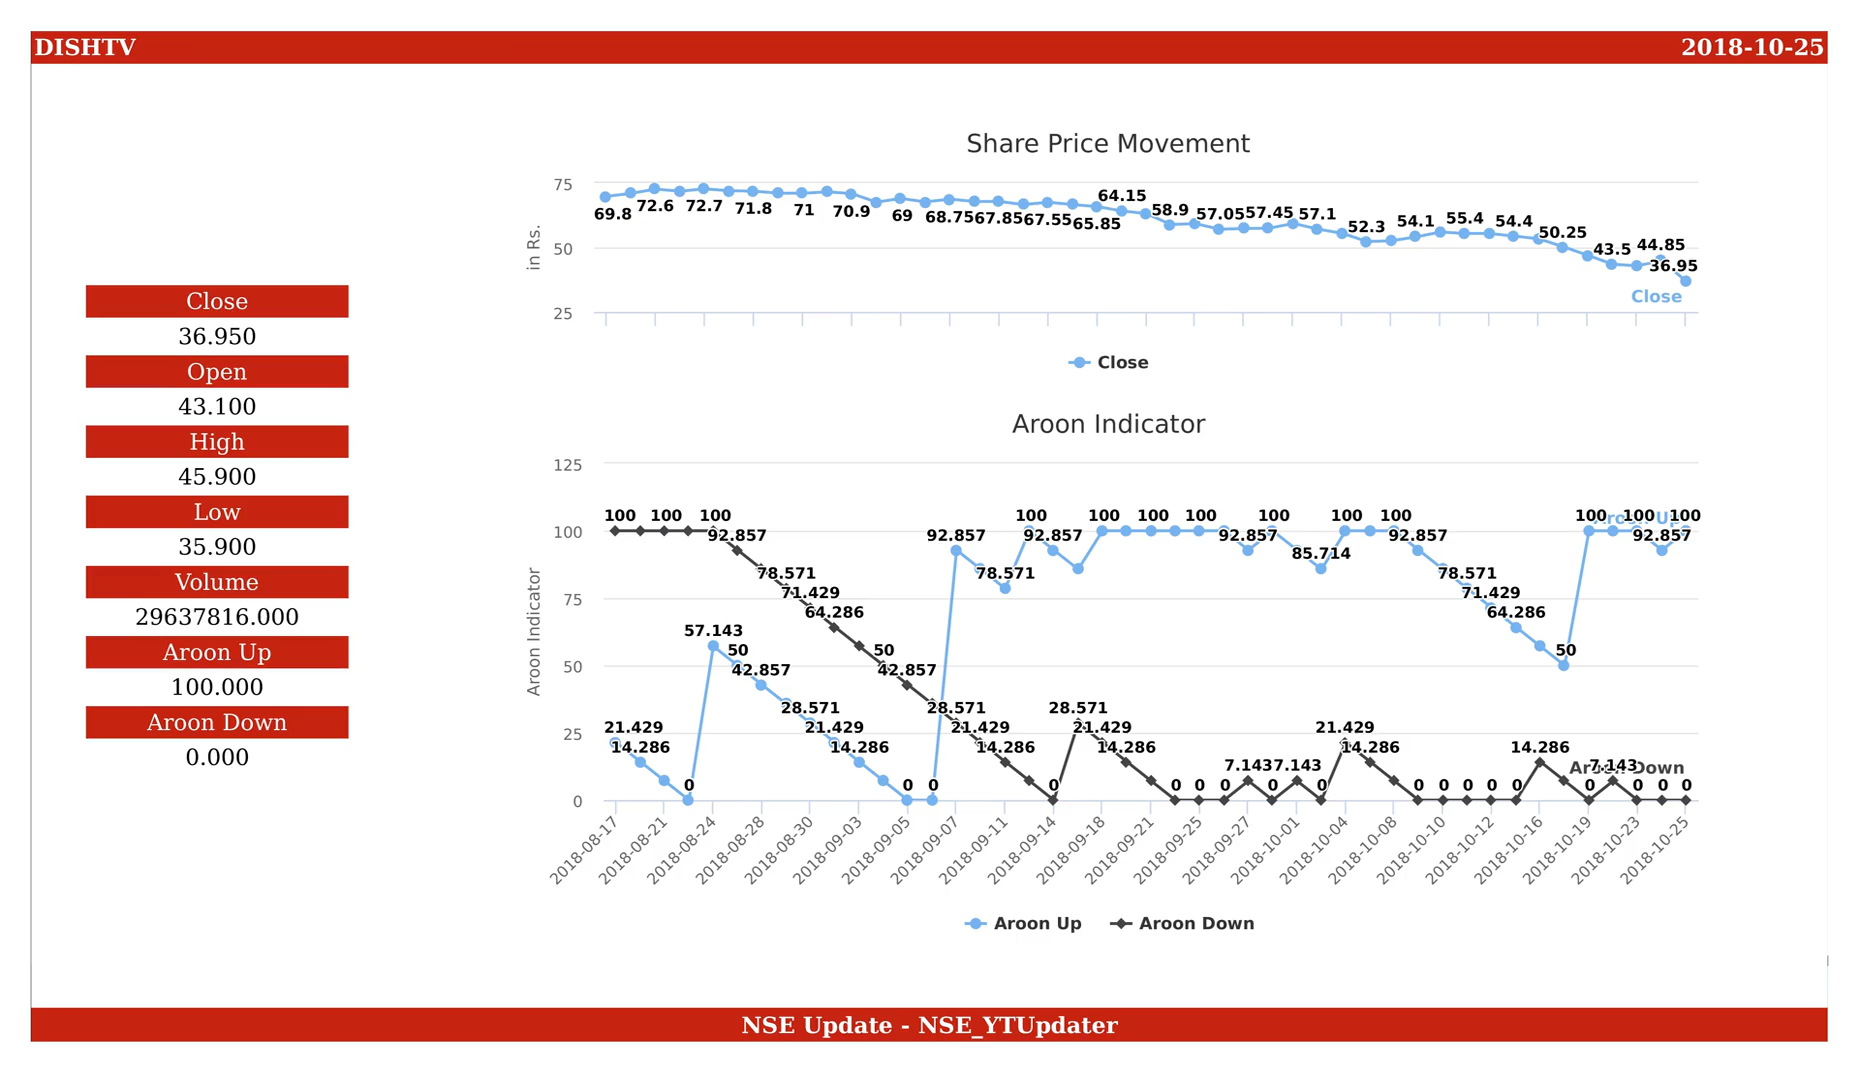 DISHTV 2018-10-25
Close
36.950
Open
43.100
High
45.900
Low
35.900
Volume
29637816.000
Aroon Up
100.000
Aroon Down
0.000
Share Price Movement
in Rs.
75
50
25
69.8 72.6 72.7 71.8 71 70.9 69 68.75 67.85 67.55 65.85 64.15 58.9 57.05 57.45 57.1 52.3 54.1 55.4 54.4 50.25 43.5 44.85 36.95
Close
Close
Aroon Indicator
Aroon Indicator
125
100
75
50
25
0
100 100 100 100 100 100 100 100 100 100 100 100 100 100
Aroon Up
92.857 92.857 92.857 92.857 92.857 92.857
85.714
78.571 78.571 78.571
71.429 71.429
64.286 64.286
57.143
50 50 50
42.857 42.857
28.571 28.571 28.571
21.429 21.429 21.429 21.429 21.429
14.286 14.286 14.286 14.286 14.286 14.286
7.143 7.143 7.143
Aroon Down
0 0 0 0 0 0 0 0 0 0 0 0 0 0 0 0 0 0
2018-08-17 2018-08-21 2018-08-24 2018-08-28 2018-08-30 2018-09-03 2018-09-05 2018-09-07 2018-09-11 2018-09-14 2018-09-18 2018-09-21 2018-09-25 2018-09-27 2018-10-01 2018-10-04 2018-10-08 2018-10-10 2018-10-12 2018-10-16 2018-10-19 2018-10-23 2018-10-25
Aroon Up Aroon Down
NSE Update - NSE_YTUpdater